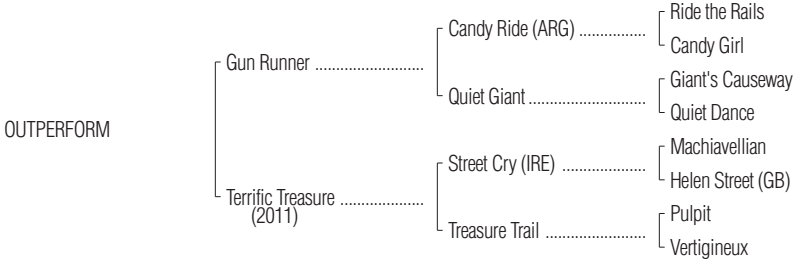 Ride the Rails
Candy Ride (ARG) ................
Candy Girl
Gun Runner ..........................
Giant's Causeway
Quiet Giant............................
Quiet Dance
OUTPERFORM
Machiavellian
Street Cry (IRE) ....................
Helen Street (GB)
Terrific Treasure ....................
(2011)
Pulpit
Treasure Trail ........................
Vertigineux